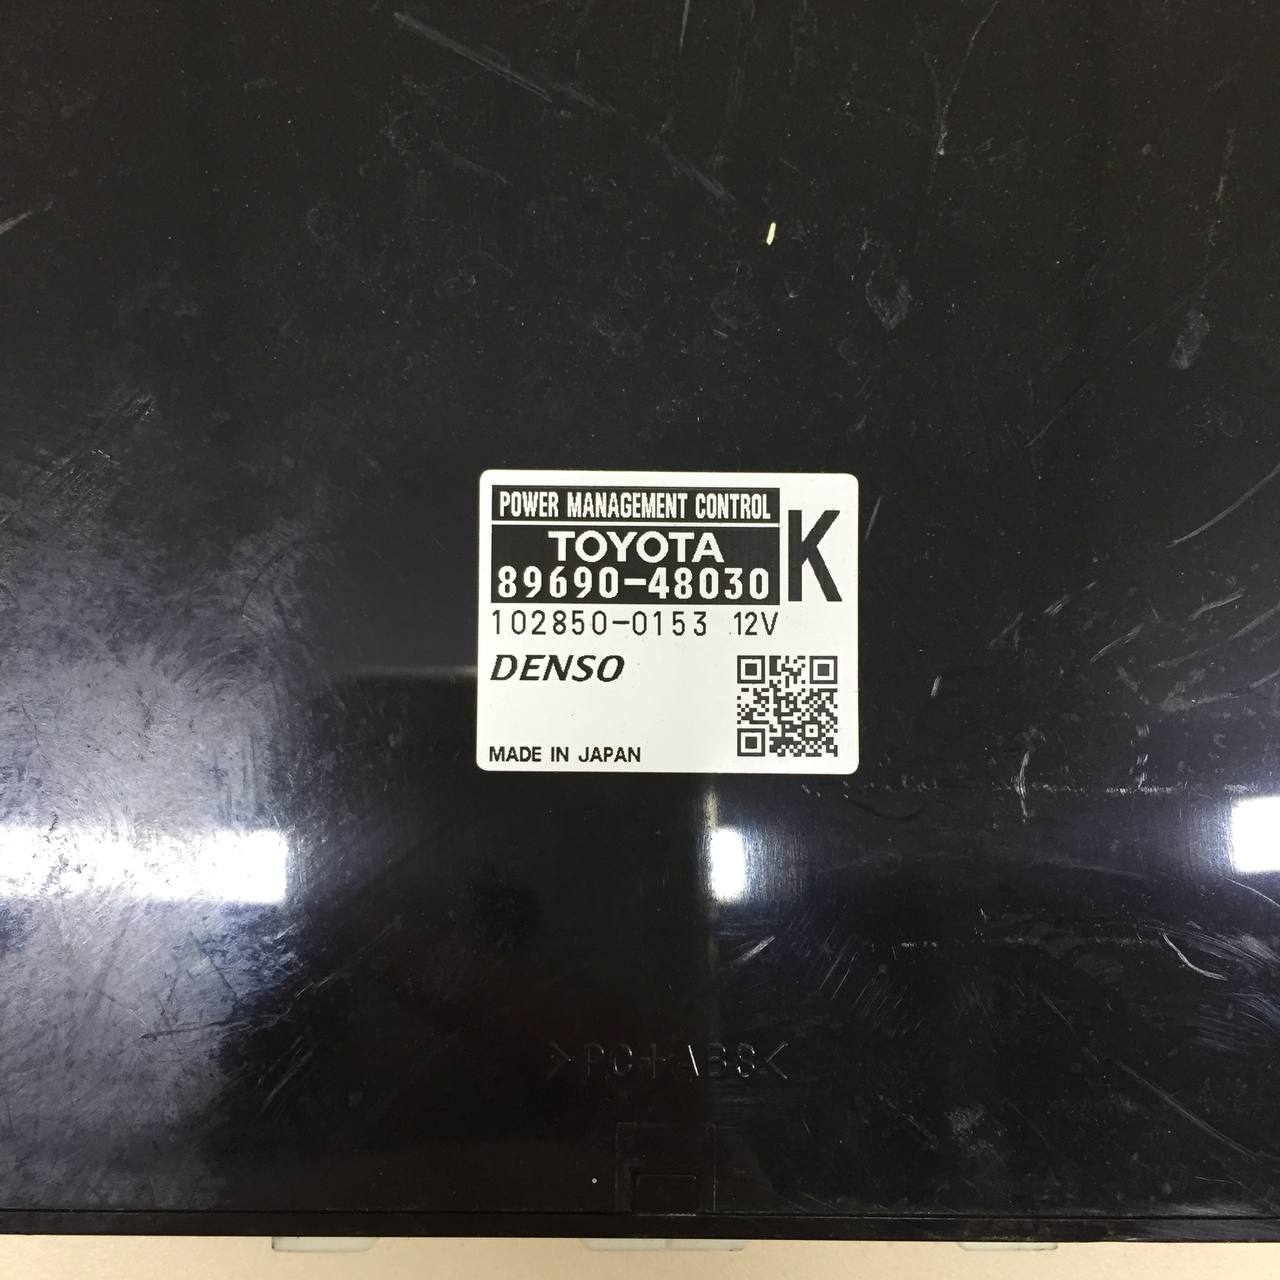 POWER MANAGEMENT CONTROL
K
TOYOTA
89690-48030
102850-0153 12V
DENSO
MADE IN JAPAN
>PC+ABS<